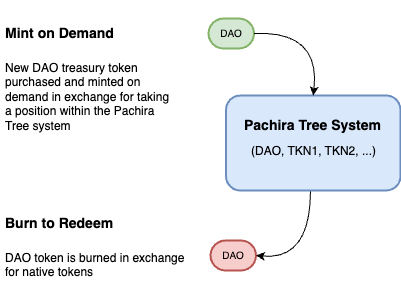 Mint on Demand
New DAO treasury token
purchased and minted on
demand in exchange for taking
a position within the Pachira
Tree system
DAO
Pachira Tree System
(DAO, TKN1, TKN2, ...)
Burn to Redeem
DAO token is burned in exchange
for native tokens
DAO